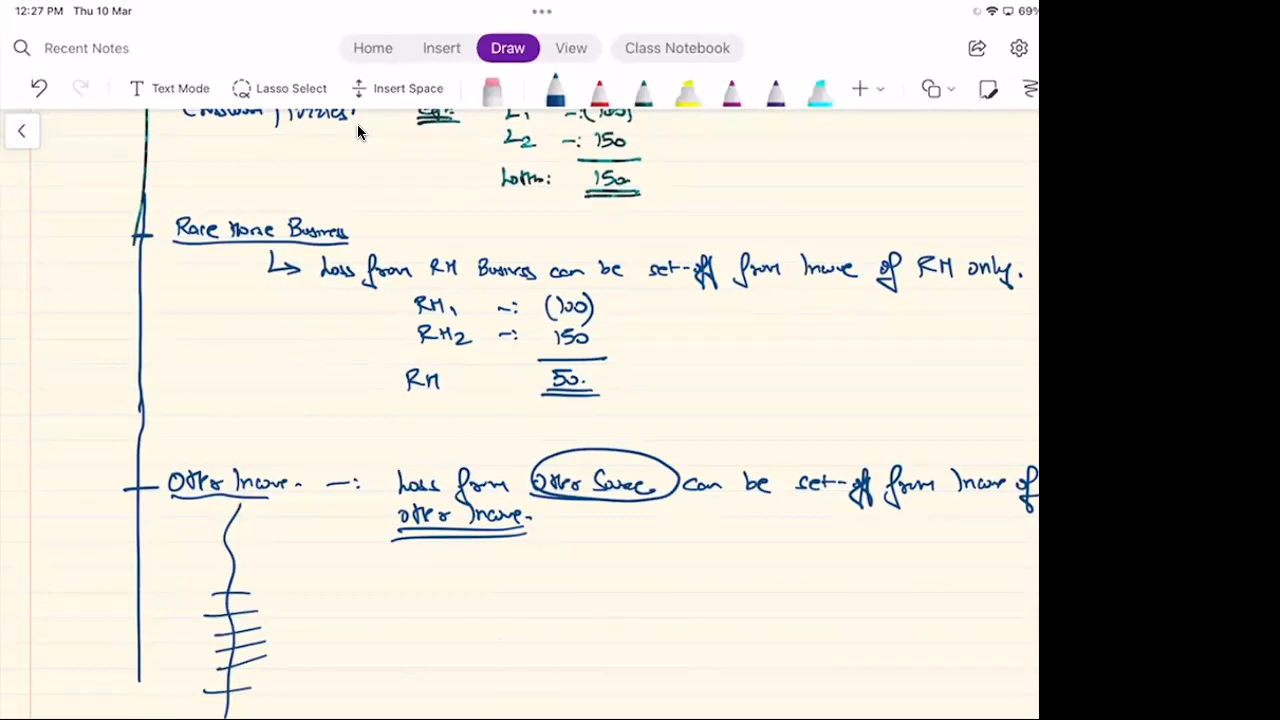 12:27 PM Thu 10 Mar
69%
Recent Notes
Home Insert Draw View Class Notebook
Text Mode Lasso Select Insert Space
L1 -: (100)
L2 -: 150
150
Race Horse Business
↳ Loss from RH Business can be set-off from Income of RH only.
RH1 -: (100)
RH2 -: 150
RH 50.
Other Income. -: Loss from Other Source can be set-off from Income of
other Income.